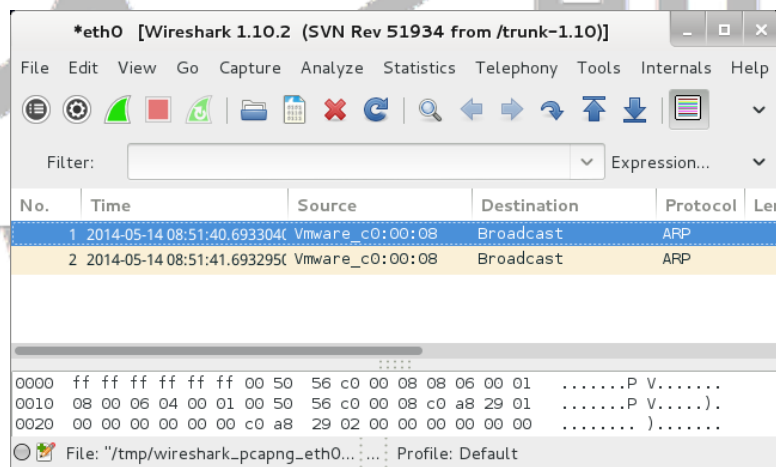 *eth0 [Wireshark 1.10.2 (SVN Rev 51934 from /trunk-1.10)]
File Edit View Go Capture Analyze Statistics Telephony Tools Internals Help
Filter: Expression...
No. Time Source Destination Protocol Ler
1 2014-05-14 08:51:40.693304( Vmware_c0:00:08 Broadcast ARP
2 2014-05-14 08:51:41.693295( Vmware_c0:00:08 Broadcast ARP
0000 ff ff ff ff ff ff 00 50 56 c0 00 08 08 06 00 01 .......P V.......
0010 08 00 06 04 00 01 00 50 56 c0 00 08 c0 a8 29 01 .......P V.....).
0020 00 00 00 00 00 00 c0 a8 29 02 00 00 00 00 00 00 ........ ).......
File: "/tmp/wireshark_pcapng_eth0... ... Profile: Default